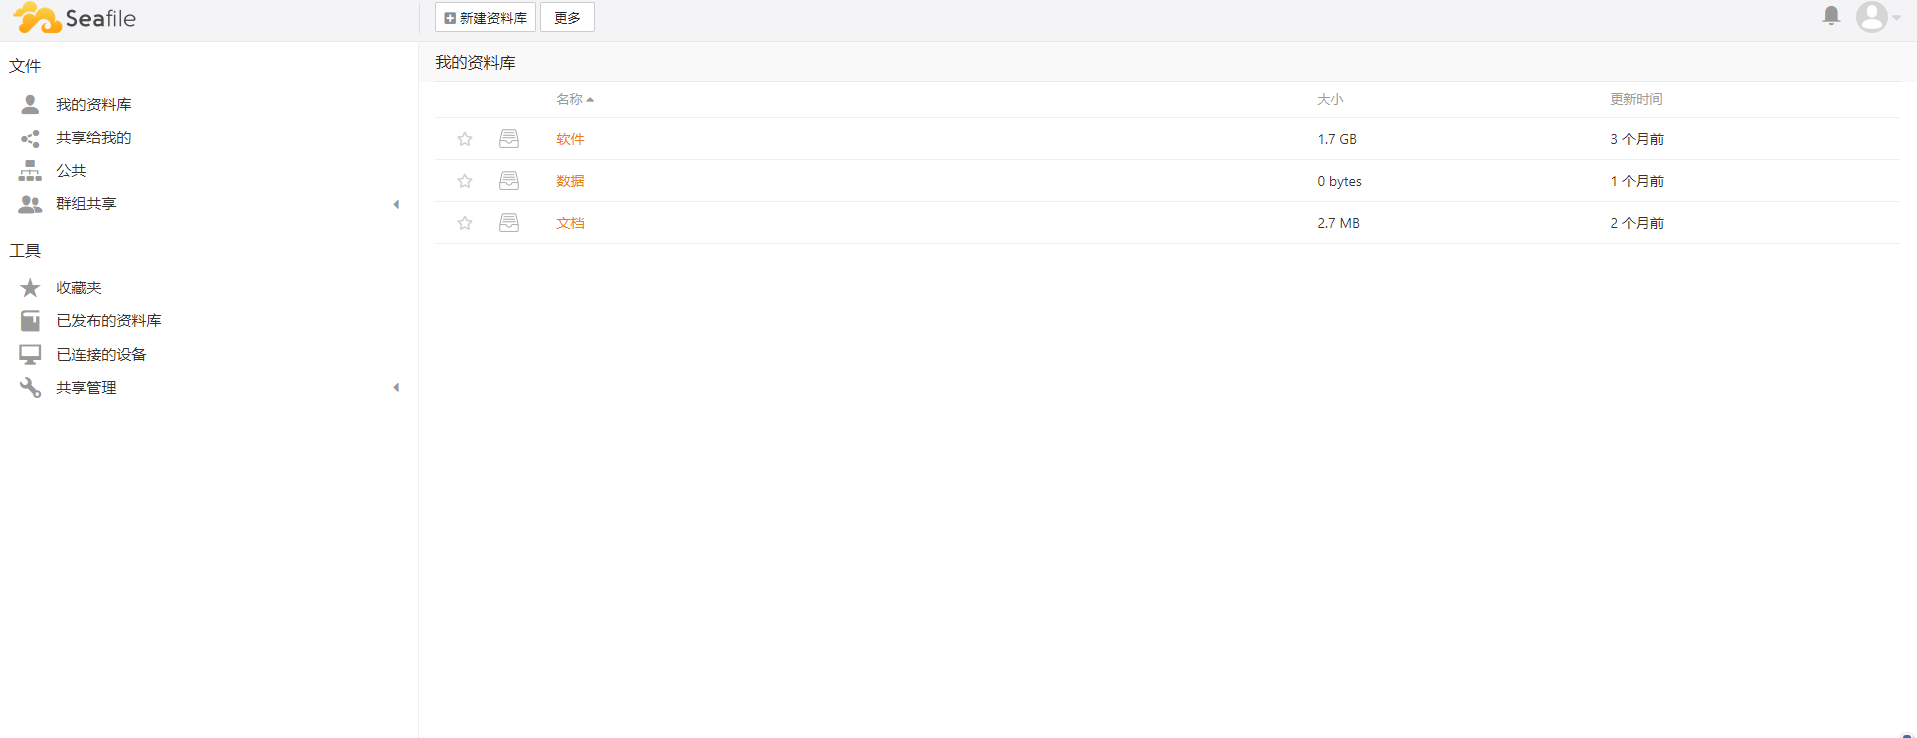 Seafile
新建资料库 更多
文件
我的资料库
共享给我的
公共
群组共享
工具
收藏夹
已发布的资料库
已连接的设备
共享管理
我的资料库
名称 大小 更新时间
软件 1.7 GB 3 个月前
数据 0 bytes 1 个月前
文档 2.7 MB 2 个月前